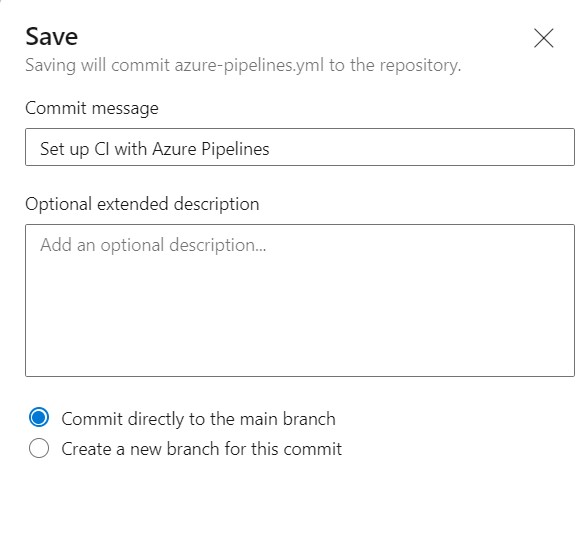 Save
Saving will commit azure-pipelines.yml to the repository.
Commit message
Set up CI with Azure Pipelines
Optional extended description
Add an optional description...
Commit directly to the main branch
Create a new branch for this commit